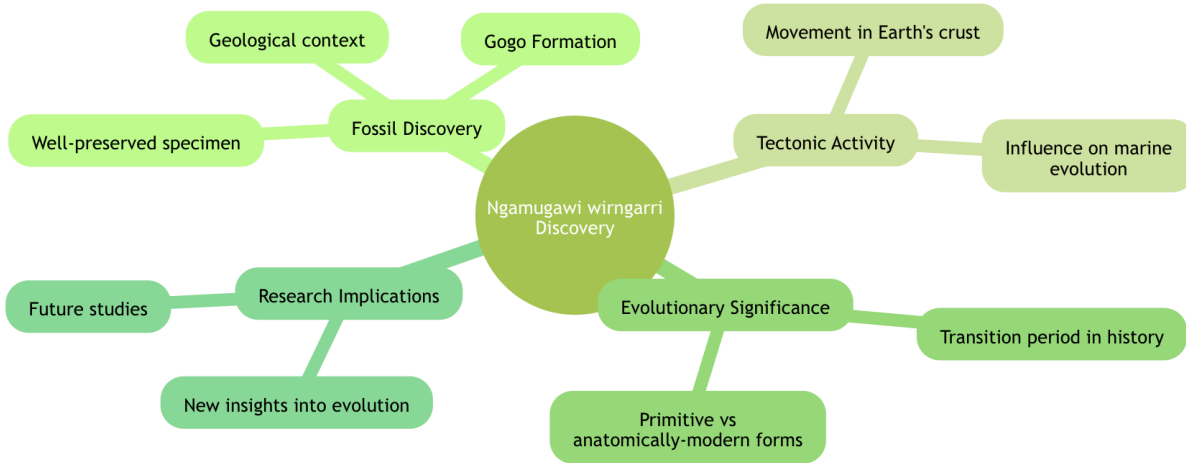 Movement in Earth's crust
Geological context
Gogo Formation
Fossil Discovery
Well-preserved specimen
Tectonic Activity
Influence on marine
evolution
Ngamugawi wirngarri
Discovery
Research Implications
Future studies
Evolutionary Significance
Transition period in history
New insights into evolution
Primitive vs
anatomically-modern forms